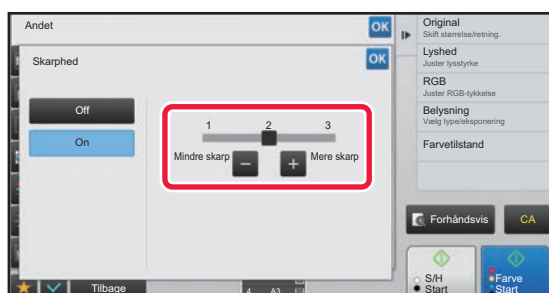 Andet
OK
Skarphed
OK
Off
On
1 2 3
Mindre skarp
−
+
Mere skarp
Tilbage
4 A3
Original
Skift størrelse/retning.
Lyshed
Juster lysstyrke
RGB
Juster RGB-tykkelse
Belysning
Vælg type/eksponering
Farvetilstand
Forhåndsvis
CA
S/H
Start
Farve
Start